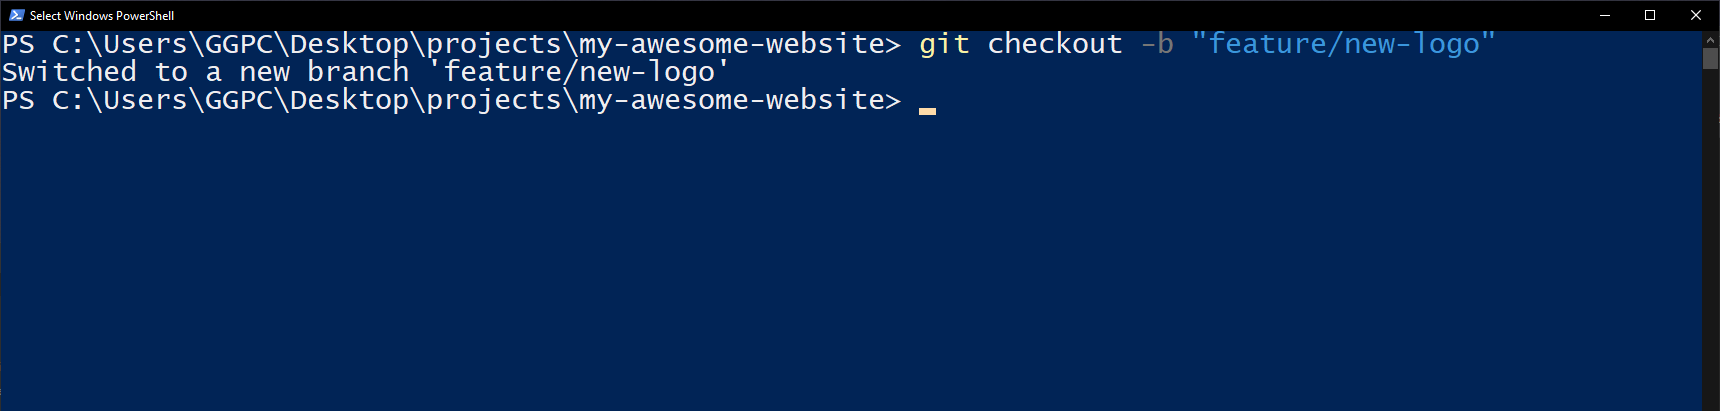 Select Windows PowerShell
PS C:\Users\GGPC\Desktop\projects\my-awesome-website> git checkout -b "feature/new-logo"
Switched to a new branch 'feature/new-logo'
PS C:\Users\GGPC\Desktop\projects\my-awesome-website>